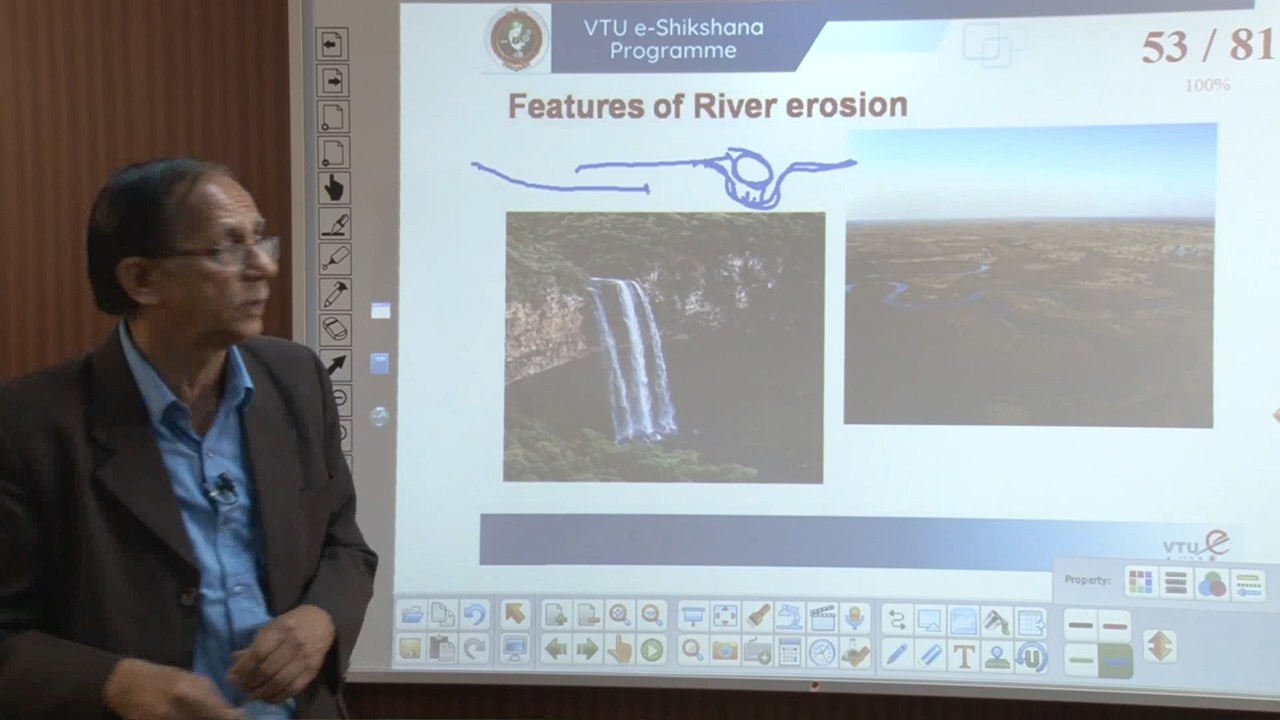 VTU e-Shikshana
Programme
53 / 81
100%
Features of River erosion
VTU e
Property:
T